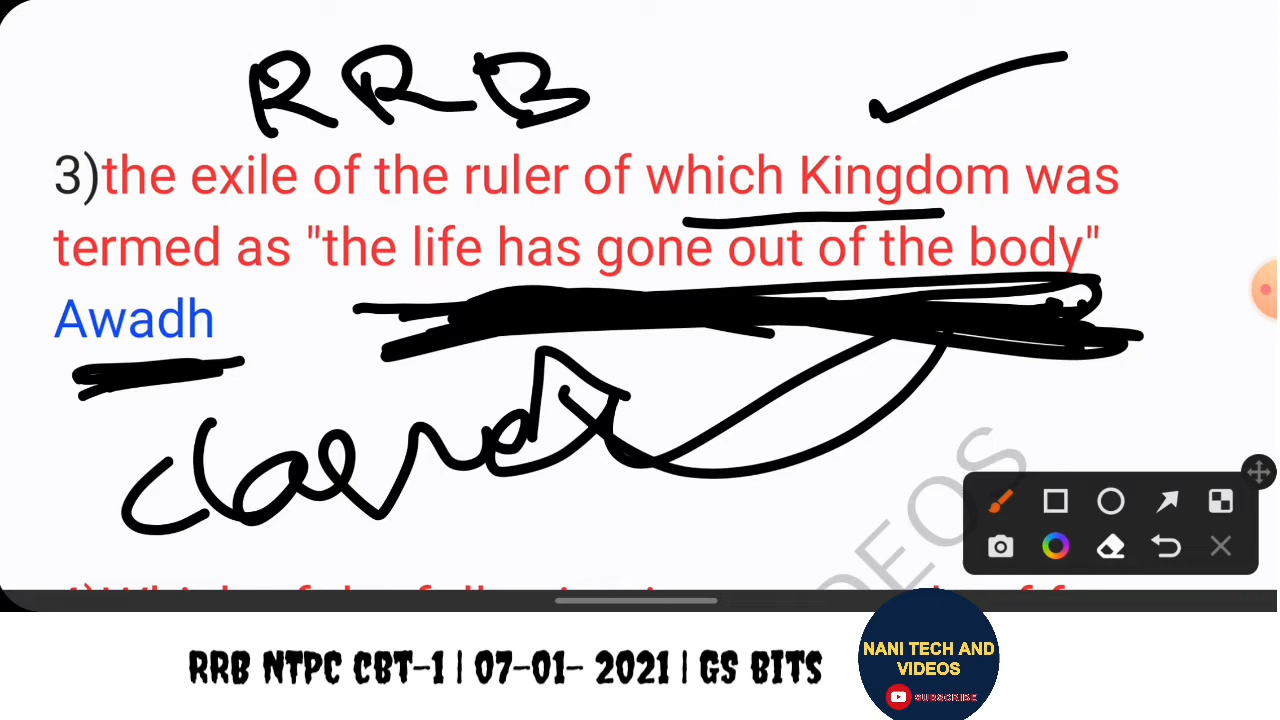 RRB
3)the exile of the ruler of which Kingdom was
termed as "the life has gone out of the body"
Awadh
NANI TECH AND
VIDEOS
SUBSCRIBE
RRB NTPC CBT-1 | 07-01- 2021 | GS BITS